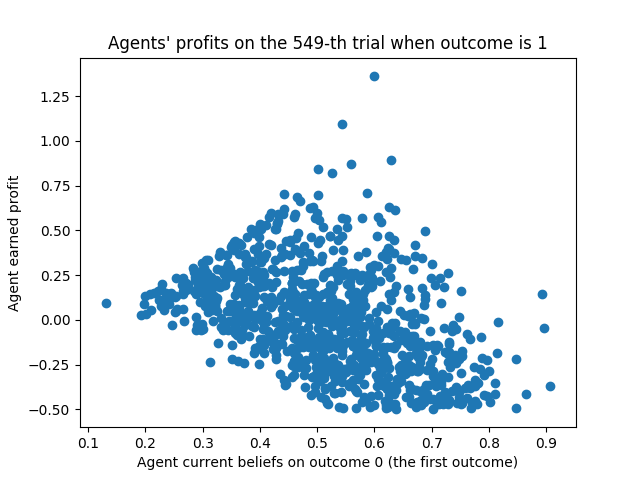 Agents' profits on the 549-th trial when outcome is 1
Agent earned profit
1.25
1.00
0.75
0.50
0.25
0.00
−0.25
−0.50
0.1 0.2 0.3 0.4 0.5 0.6 0.7 0.8 0.9
Agent current beliefs on outcome 0 (the first outcome)